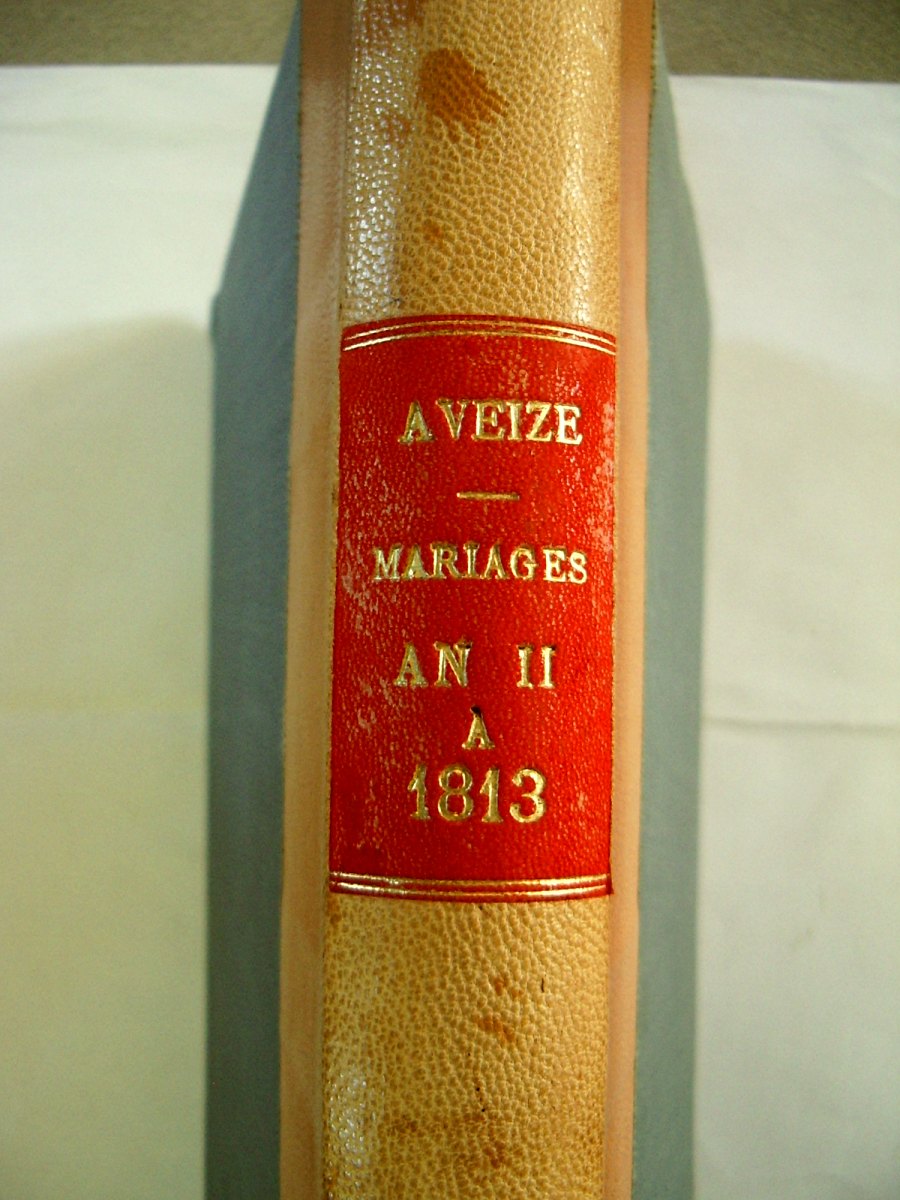 AVEIZE
—
MARIAGES
AN II
A
1813